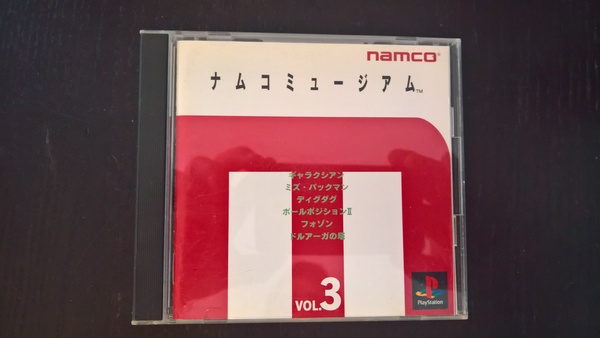 namco®
ナムコミュージアム™
ギャラクシアン
ミズ・パックマン
ディグダグ
ポールポジションII
フォゾン
ドルアーガの塔
VOL.3
PlayStation